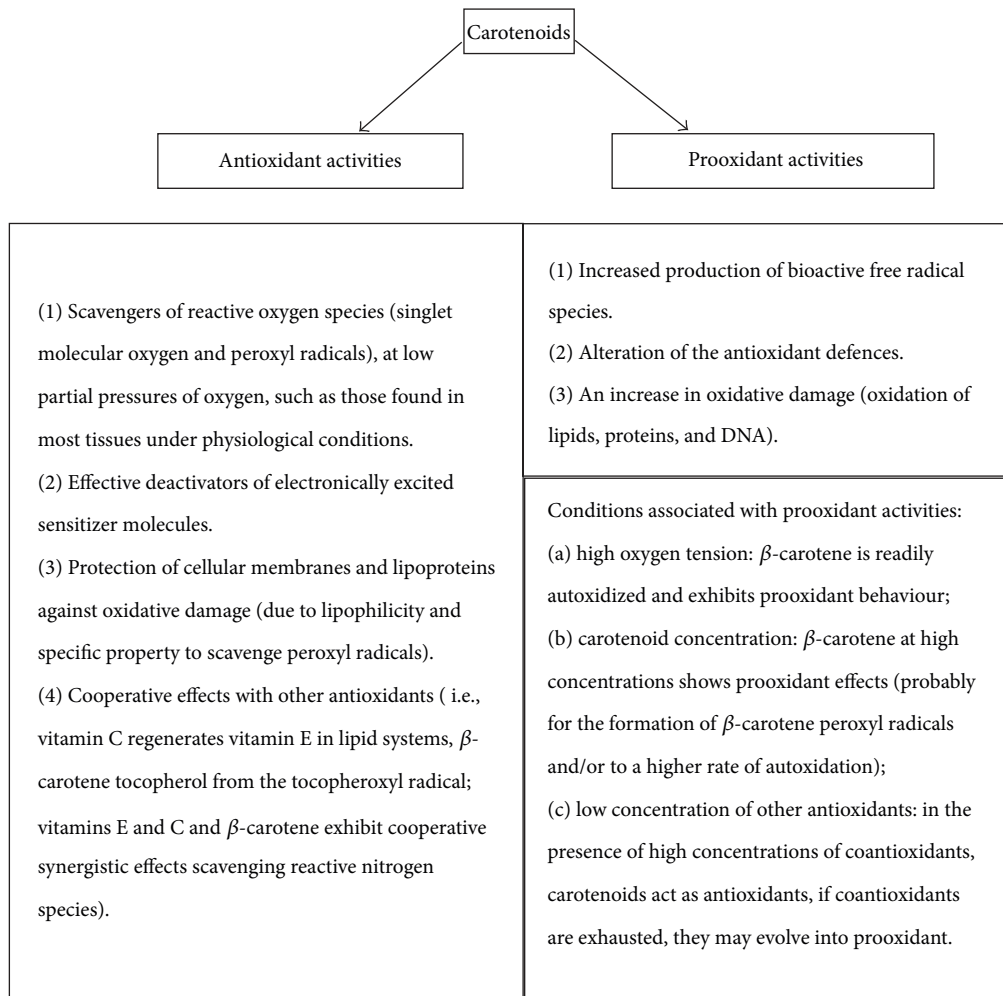 Carotenoids
Antioxidant activities
Prooxidant activities
(1) Scavengers of reactive oxygen species (singlet
molecular oxygen and peroxyl radicals), at low
partial pressures of oxygen, such as those found in
most tissues under physiological conditions.
(2) Effective deactivators of electronically excited
sensitizer molecules.
(3) Protection of cellular membranes and lipoproteins
against oxidative damage (due to lipophilicity and
specific property to scavenge peroxyl radicals).
(4) Cooperative effects with other antioxidants ( i.e.,
vitamin C regenerates vitamin E in lipid systems, β-
carotene tocopherol from the tocopheroxyl radical;
vitamins E and C and β-carotene exhibit cooperative
synergistic effects scavenging reactive nitrogen
species).
(1) Increased production of bioactive free radical
species.
(2) Alteration of the antioxidant defences.
(3) An increase in oxidative damage (oxidation of
lipids, proteins, and DNA).
Conditions associated with prooxidant activities:
(a) high oxygen tension: β-carotene is readily
autoxidized and exhibits prooxidant behaviour;
(b) carotenoid concentration: β-carotene at high
concentrations shows prooxidant effects (probably
for the formation of β-carotene peroxyl radicals
and/or to a higher rate of autoxidation);
(c) low concentration of other antioxidants: in the
presence of high concentrations of coantioxidants,
carotenoids act as antioxidants, if coantioxidants
are exhausted, they may evolve into prooxidant.